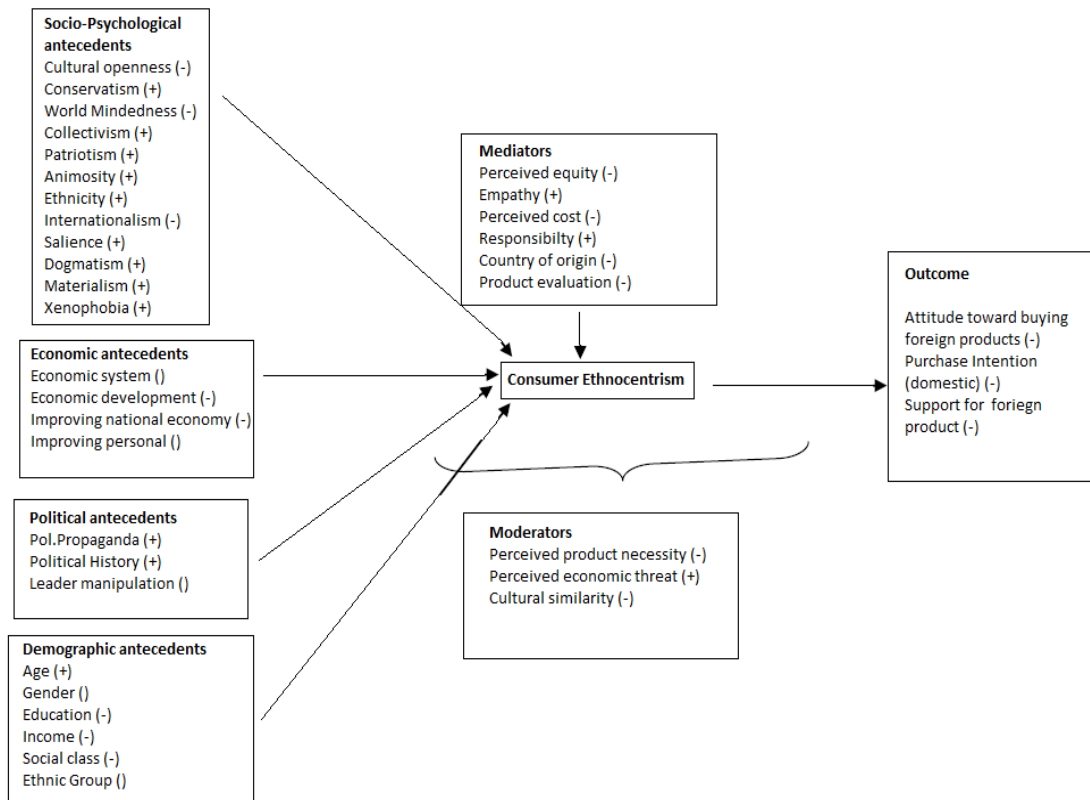 Socio-Psychological
antecedents
Cultural openness (-)
Conservatism (+)
World Mindedness (-)
Collectivism (+)
Patriotism (+)
Animosity (+)
Ethnicity (+)
Internationalism (-)
Salience (+)
Dogmatism (+)
Materialism (+)
Xenophobia (+)
Economic antecedents
Economic system ()
Economic development (-)
Improving national economy (-)
Improving personal ()
Political antecedents
Pol.Propaganda (+)
Political History (+)
Leader manipulation ()
Demographic antecedents
Age (+)
Gender ()
Education (-)
Income (-)
Social class (-)
Ethnic Group ()
Mediators
Perceived equity (-)
Empathy (+)
Perceived cost (-)
Responsibilty (+)
Country of origin (-)
Product evaluation (-)
Consumer Ethnocentrism
Moderators
Perceived product necessity (-)
Perceived economic threat (+)
Cultural similarity (-)
Outcome
Attitude toward buying
foreign products (-)
Purchase Intention
(domestic) (-)
Support for foriegn
product (-)